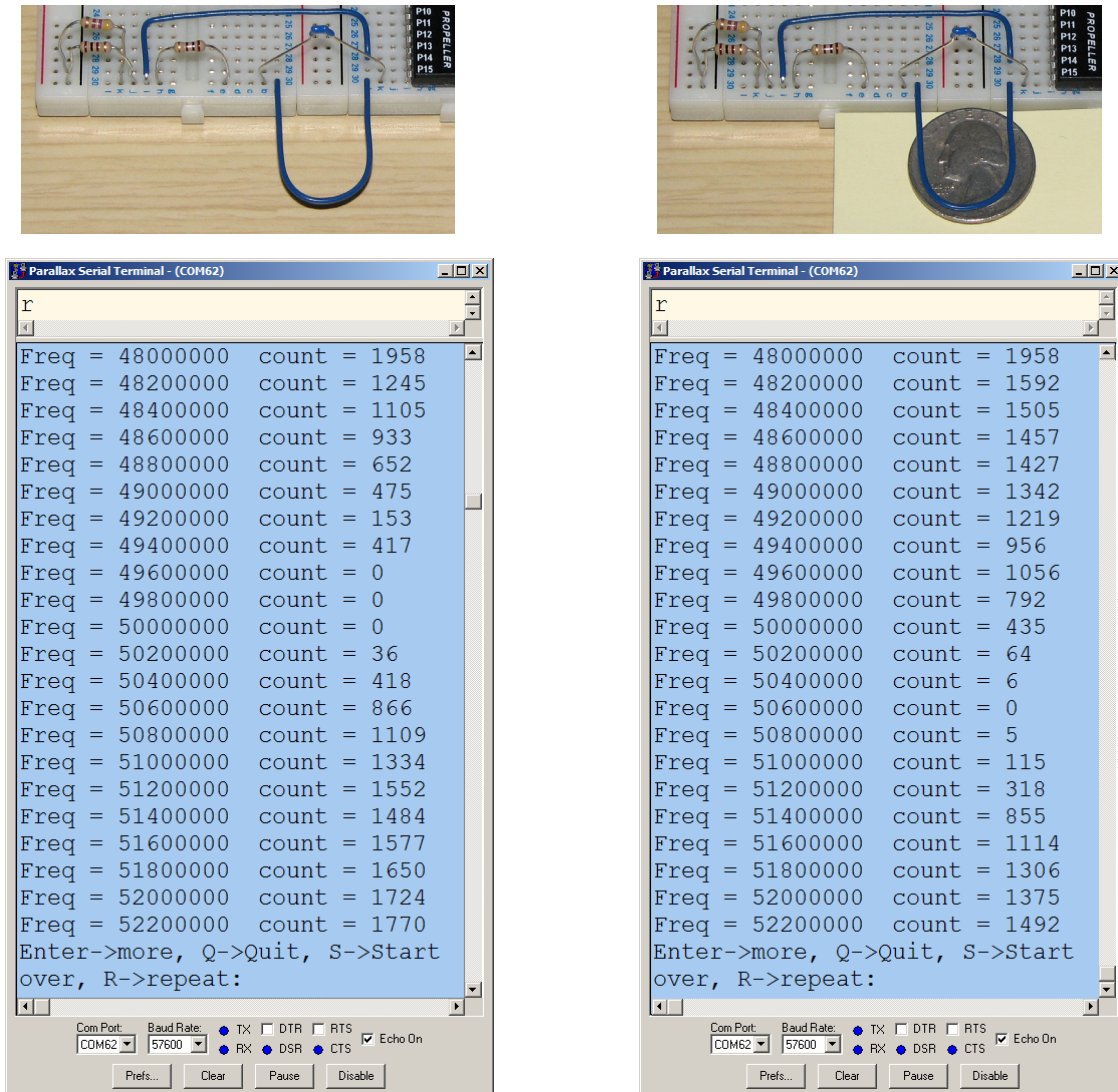 P10
P11
P12
P13
P14
P15
PROPELLER
P10
P11
P12
P13
P14
P15
PROPELLER
Parallax Serial Terminal - (COM62)
r
Freq = 48000000 count = 1958
Freq = 48200000 count = 1245
Freq = 48400000 count = 1105
Freq = 48600000 count = 933
Freq = 48800000 count = 652
Freq = 49000000 count = 475
Freq = 49200000 count = 153
Freq = 49400000 count = 417
Freq = 49600000 count = 0
Freq = 49800000 count = 0
Freq = 50000000 count = 0
Freq = 50200000 count = 36
Freq = 50400000 count = 418
Freq = 50600000 count = 866
Freq = 50800000 count = 1109
Freq = 51000000 count = 1334
Freq = 51200000 count = 1552
Freq = 51400000 count = 1484
Freq = 51600000 count = 1577
Freq = 51800000 count = 1650
Freq = 52000000 count = 1724
Freq = 52200000 count = 1770
Enter->more, Q->Quit, S->Start
over, R->repeat:
Com Port: Baud Rate: TX DTR RTS
COM62 57600 RX DSR CTS Echo On
Prefs... Clear Pause Disable
Parallax Serial Terminal - (COM62)
r
Freq = 48000000 count = 1958
Freq = 48200000 count = 1592
Freq = 48400000 count = 1505
Freq = 48600000 count = 1457
Freq = 48800000 count = 1427
Freq = 49000000 count = 1342
Freq = 49200000 count = 1219
Freq = 49400000 count = 956
Freq = 49600000 count = 1056
Freq = 49800000 count = 792
Freq = 50000000 count = 435
Freq = 50200000 count = 64
Freq = 50400000 count = 6
Freq = 50600000 count = 0
Freq = 50800000 count = 5
Freq = 51000000 count = 115
Freq = 51200000 count = 318
Freq = 51400000 count = 855
Freq = 51600000 count = 1114
Freq = 51800000 count = 1306
Freq = 52000000 count = 1375
Freq = 52200000 count = 1492
Enter->more, Q->Quit, S->Start
over, R->repeat:
Com Port: Baud Rate: TX DTR RTS
COM62 57600 RX DSR CTS Echo On
Prefs... Clear Pause Disable